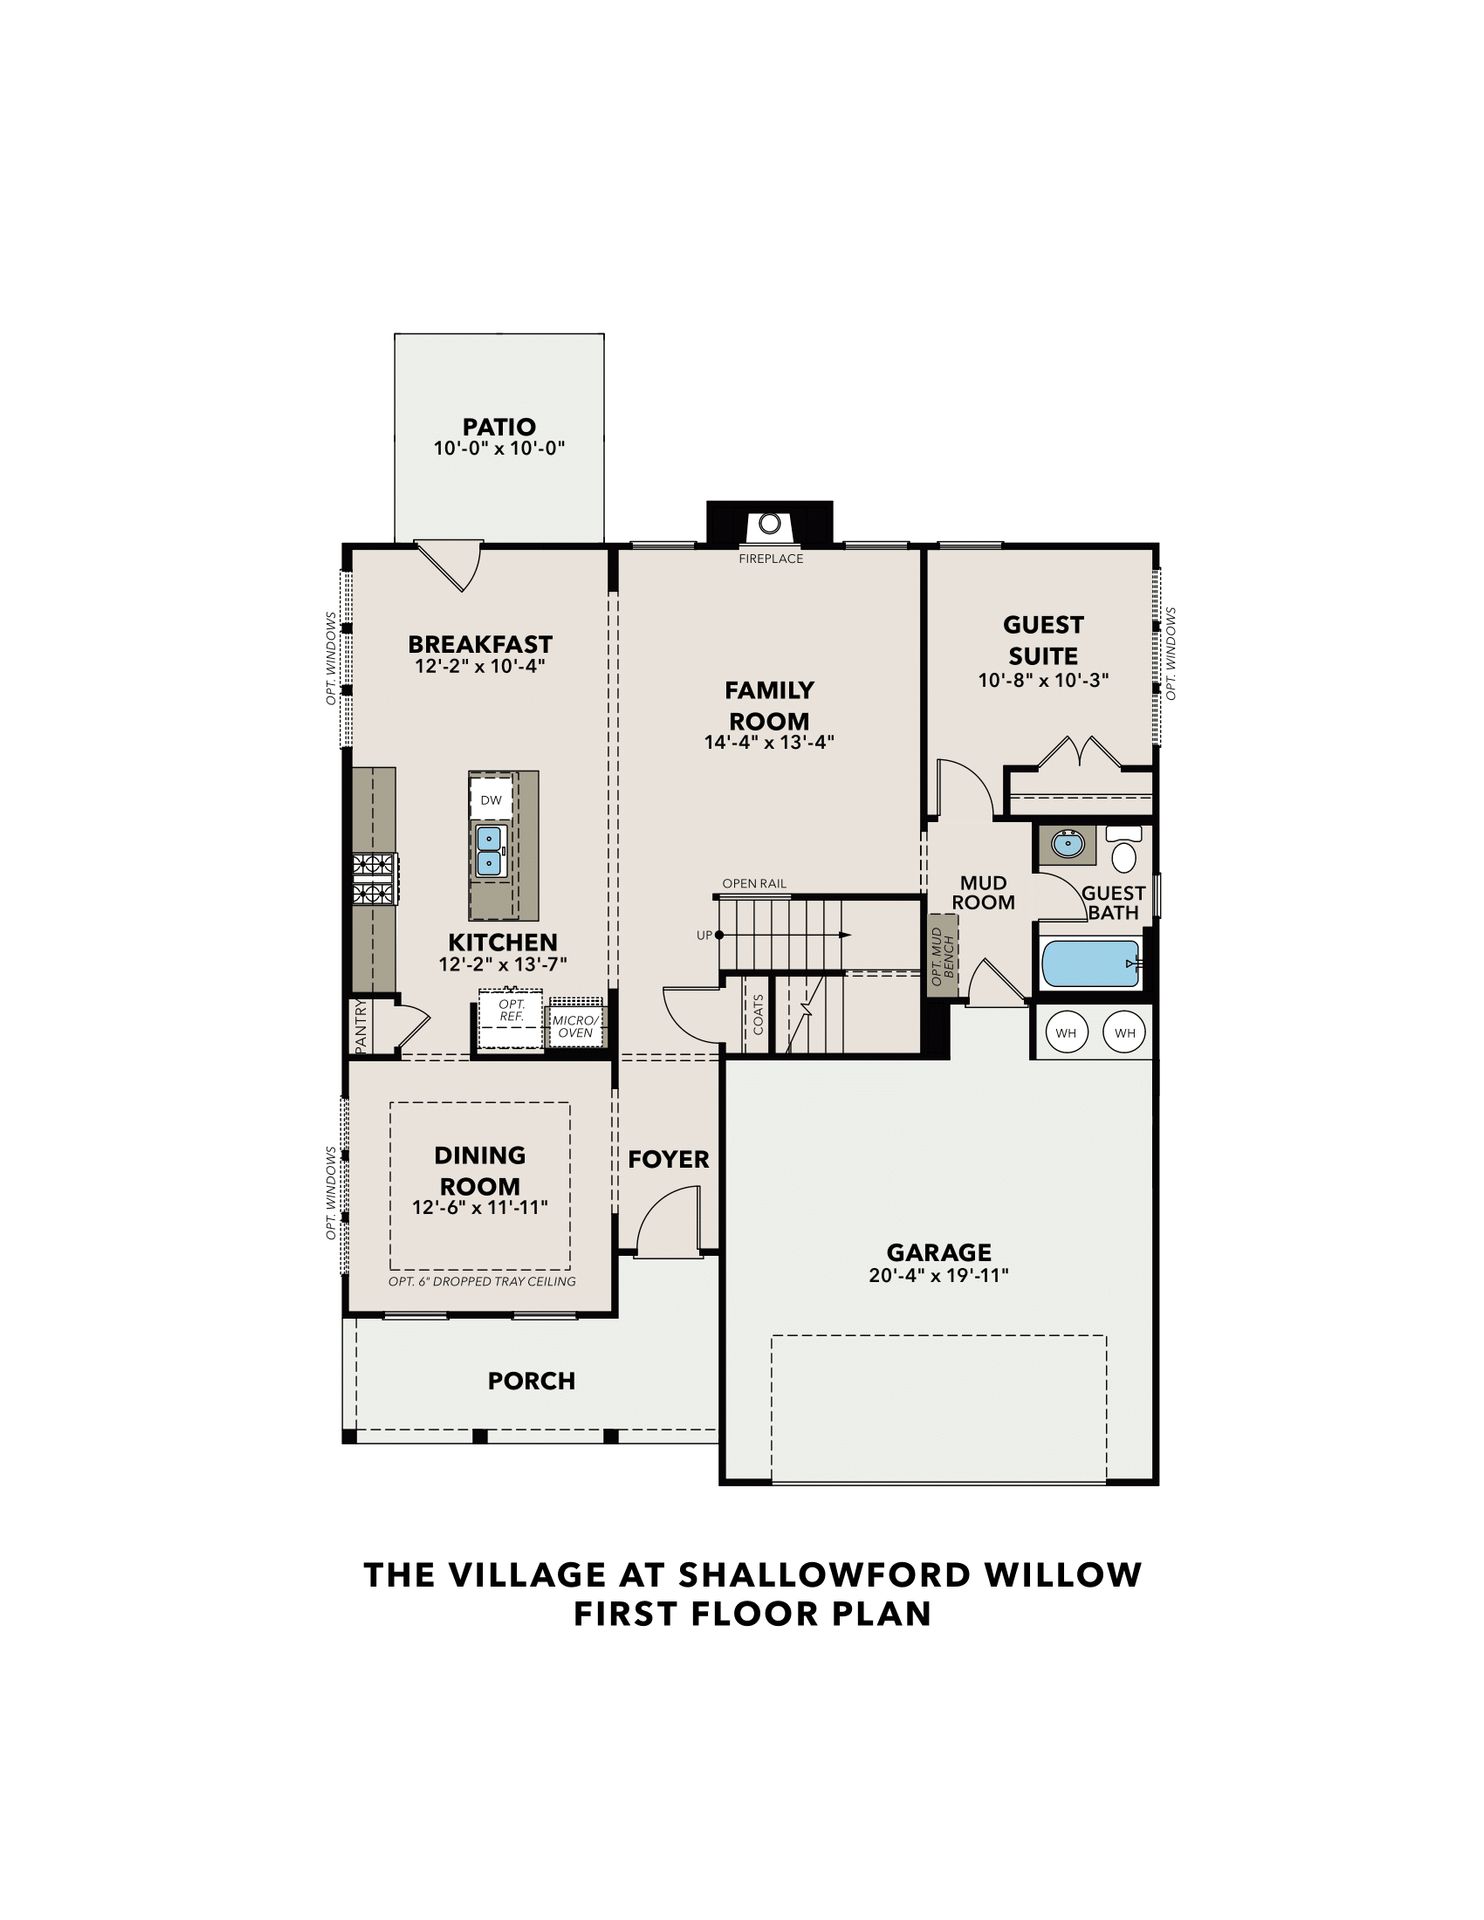 PATIO
10'-0" x 10'-0"
FIREPLACE
OPT. WINDOWS
BREAKFAST
12'-2" x 10'-4"
FAMILY
ROOM
14'-4" x 13'-4"
GUEST
SUITE
10'-8" x 10'-3"
OPT. WINDOWS
DW
KITCHEN
12'-2" x 13'-7"
OPEN RAIL
UP
MUD
ROOM
OPT. MUD
BENCH
GUEST
BATH
PANTRY
OPT.
REF.
MICRO/
OVEN
COATS
WH
WH
OPT. WINDOWS
DINING
ROOM
12'-6" x 11'-11"
OPT. 6" DROPPED TRAY CEILING
FOYER
GARAGE
20'-4" x 19'-11"
PORCH
THE VILLAGE AT SHALLOWFORD WILLOW
FIRST FLOOR PLAN